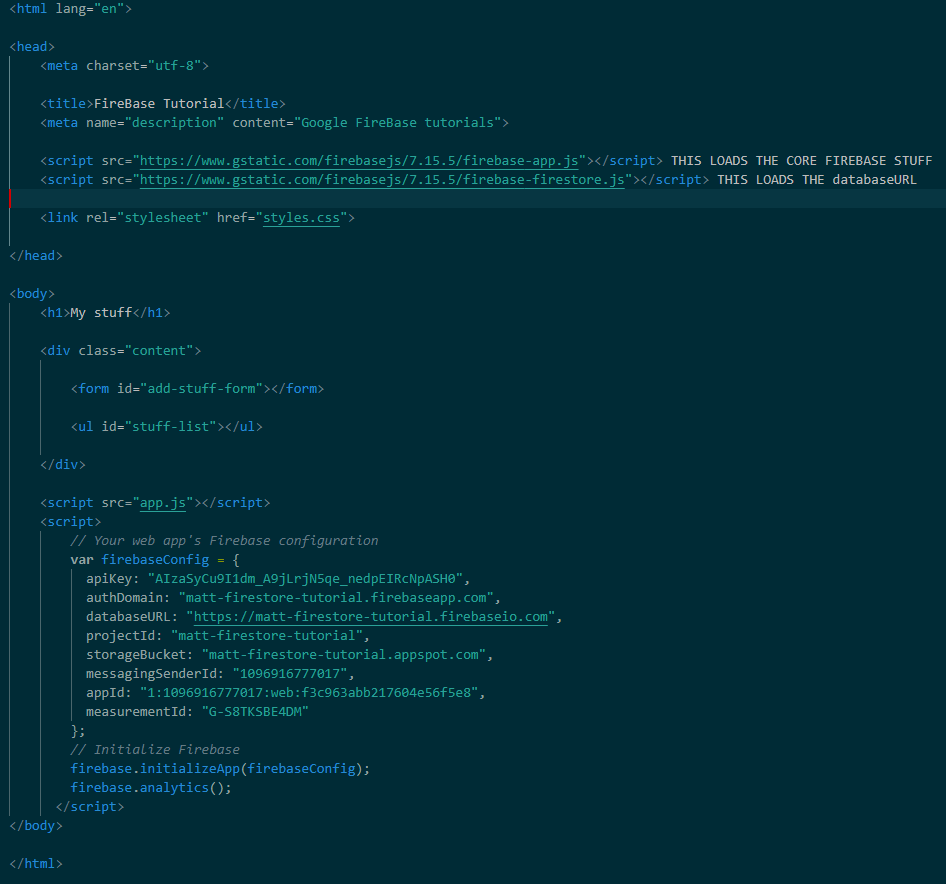 <html lang="en">
<head>
<meta charset="utf-8">
<title>FireBase Tutorial</title>
<meta name="description" content="Google FireBase tutorials">
<script src="https://www.gstatic.com/firebasejs/7.15.5/firebase-app.js"></script> THIS LOADS THE CORE FIREBASE STUFF
<script src="https://www.gstatic.com/firebasejs/7.15.5/firebase-firestore.js"></script> THIS LOADS THE databaseURL
<link rel="stylesheet" href="styles.css">
</head>
<body>
<h1>My stuff</h1>
<div class="content">
<form id="add-stuff-form"></form>
<ul id="stuff-list"></ul>
</div>
<script src="app.js"></script>
<script>
// Your web app's Firebase configuration
var firebaseConfig = {
apiKey: "AIzaSyCu9I1dm_A9jLrjN5qe_nedpEIRcNpASH0",
authDomain: "matt-firestore-tutorial.firebaseapp.com",
databaseURL: "https://matt-firestore-tutorial.firebaseio.com",
projectId: "matt-firestore-tutorial",
storageBucket: "matt-firestore-tutorial.appspot.com",
messagingSenderId: "1096916777017",
appId: "1:1096916777017:web:f3c963abb217604e56f5e8",
measurementId: "G-S8TKSBE4DM"
};
// Initialize Firebase
firebase.initializeApp(firebaseConfig);
firebase.analytics();
</script>
</body>
</html>